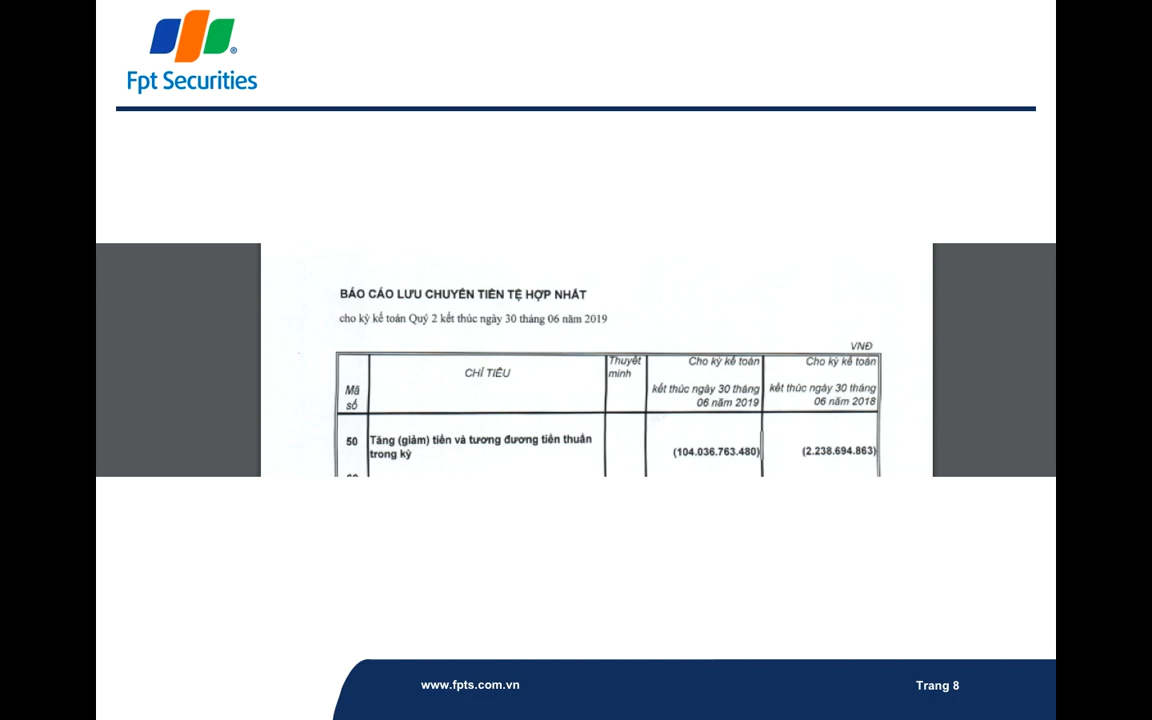 Fpt Securities
BÁO CÁO LƯU CHUYỂN TIỀN TỆ HỢP NHẤT
cho kỳ kế toán Quý 2 kết thúc ngày 30 tháng 06 năm 2019
VNĐ
Mã
số
CHỈ TIÊU
Thuyết
minh
Cho kỳ kế toán
kết thúc ngày 30 tháng
06 năm 2019
Cho kỳ kế toán
kết thúc ngày 30 tháng
06 năm 2018
50
Tăng (giảm) tiền và tương đương tiền thuần
trong kỳ
(104.036.763.480)
(2.238.694.863)
www.fpts.com.vn
Trang 8